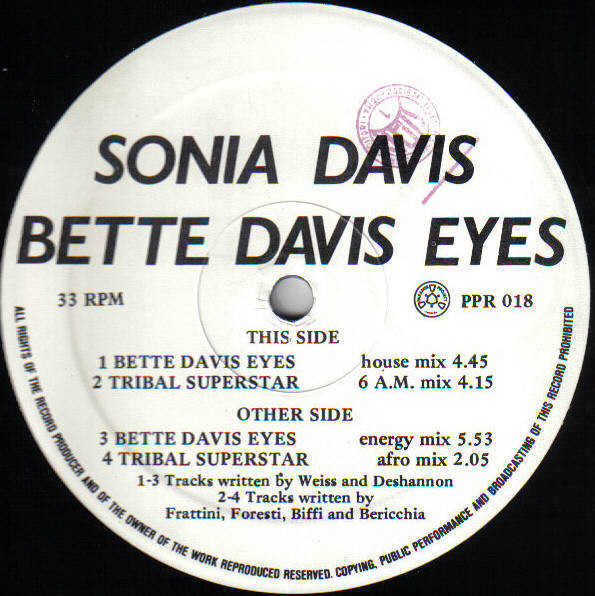 SONIA DAVIS
BETTE DAVIS EYES
33 RPM
PPR 018
THIS SIDE
1 BETTE DAVIS EYES house mix 4.45
2 TRIBAL SUPERSTAR 6 A.M. mix 4.15
OTHER SIDE
3 BETTE DAVIS EYES energy mix 5.53
4 TRIBAL SUPERSTAR afro mix 2.05
1-3 Tracks written by Weiss and Deshannon
2-4 Tracks written by
Frattini, Foresti, Biffi and Bericchia
ALL RIGHTS OF THE RECORD PRODUCER AND OF THE OWNER OF THE WORK REPRODUCED RESERVED. COPYING, PUBLIC PERFORMANCE AND BROADCASTING OF THIS RECORD PROHIBITED